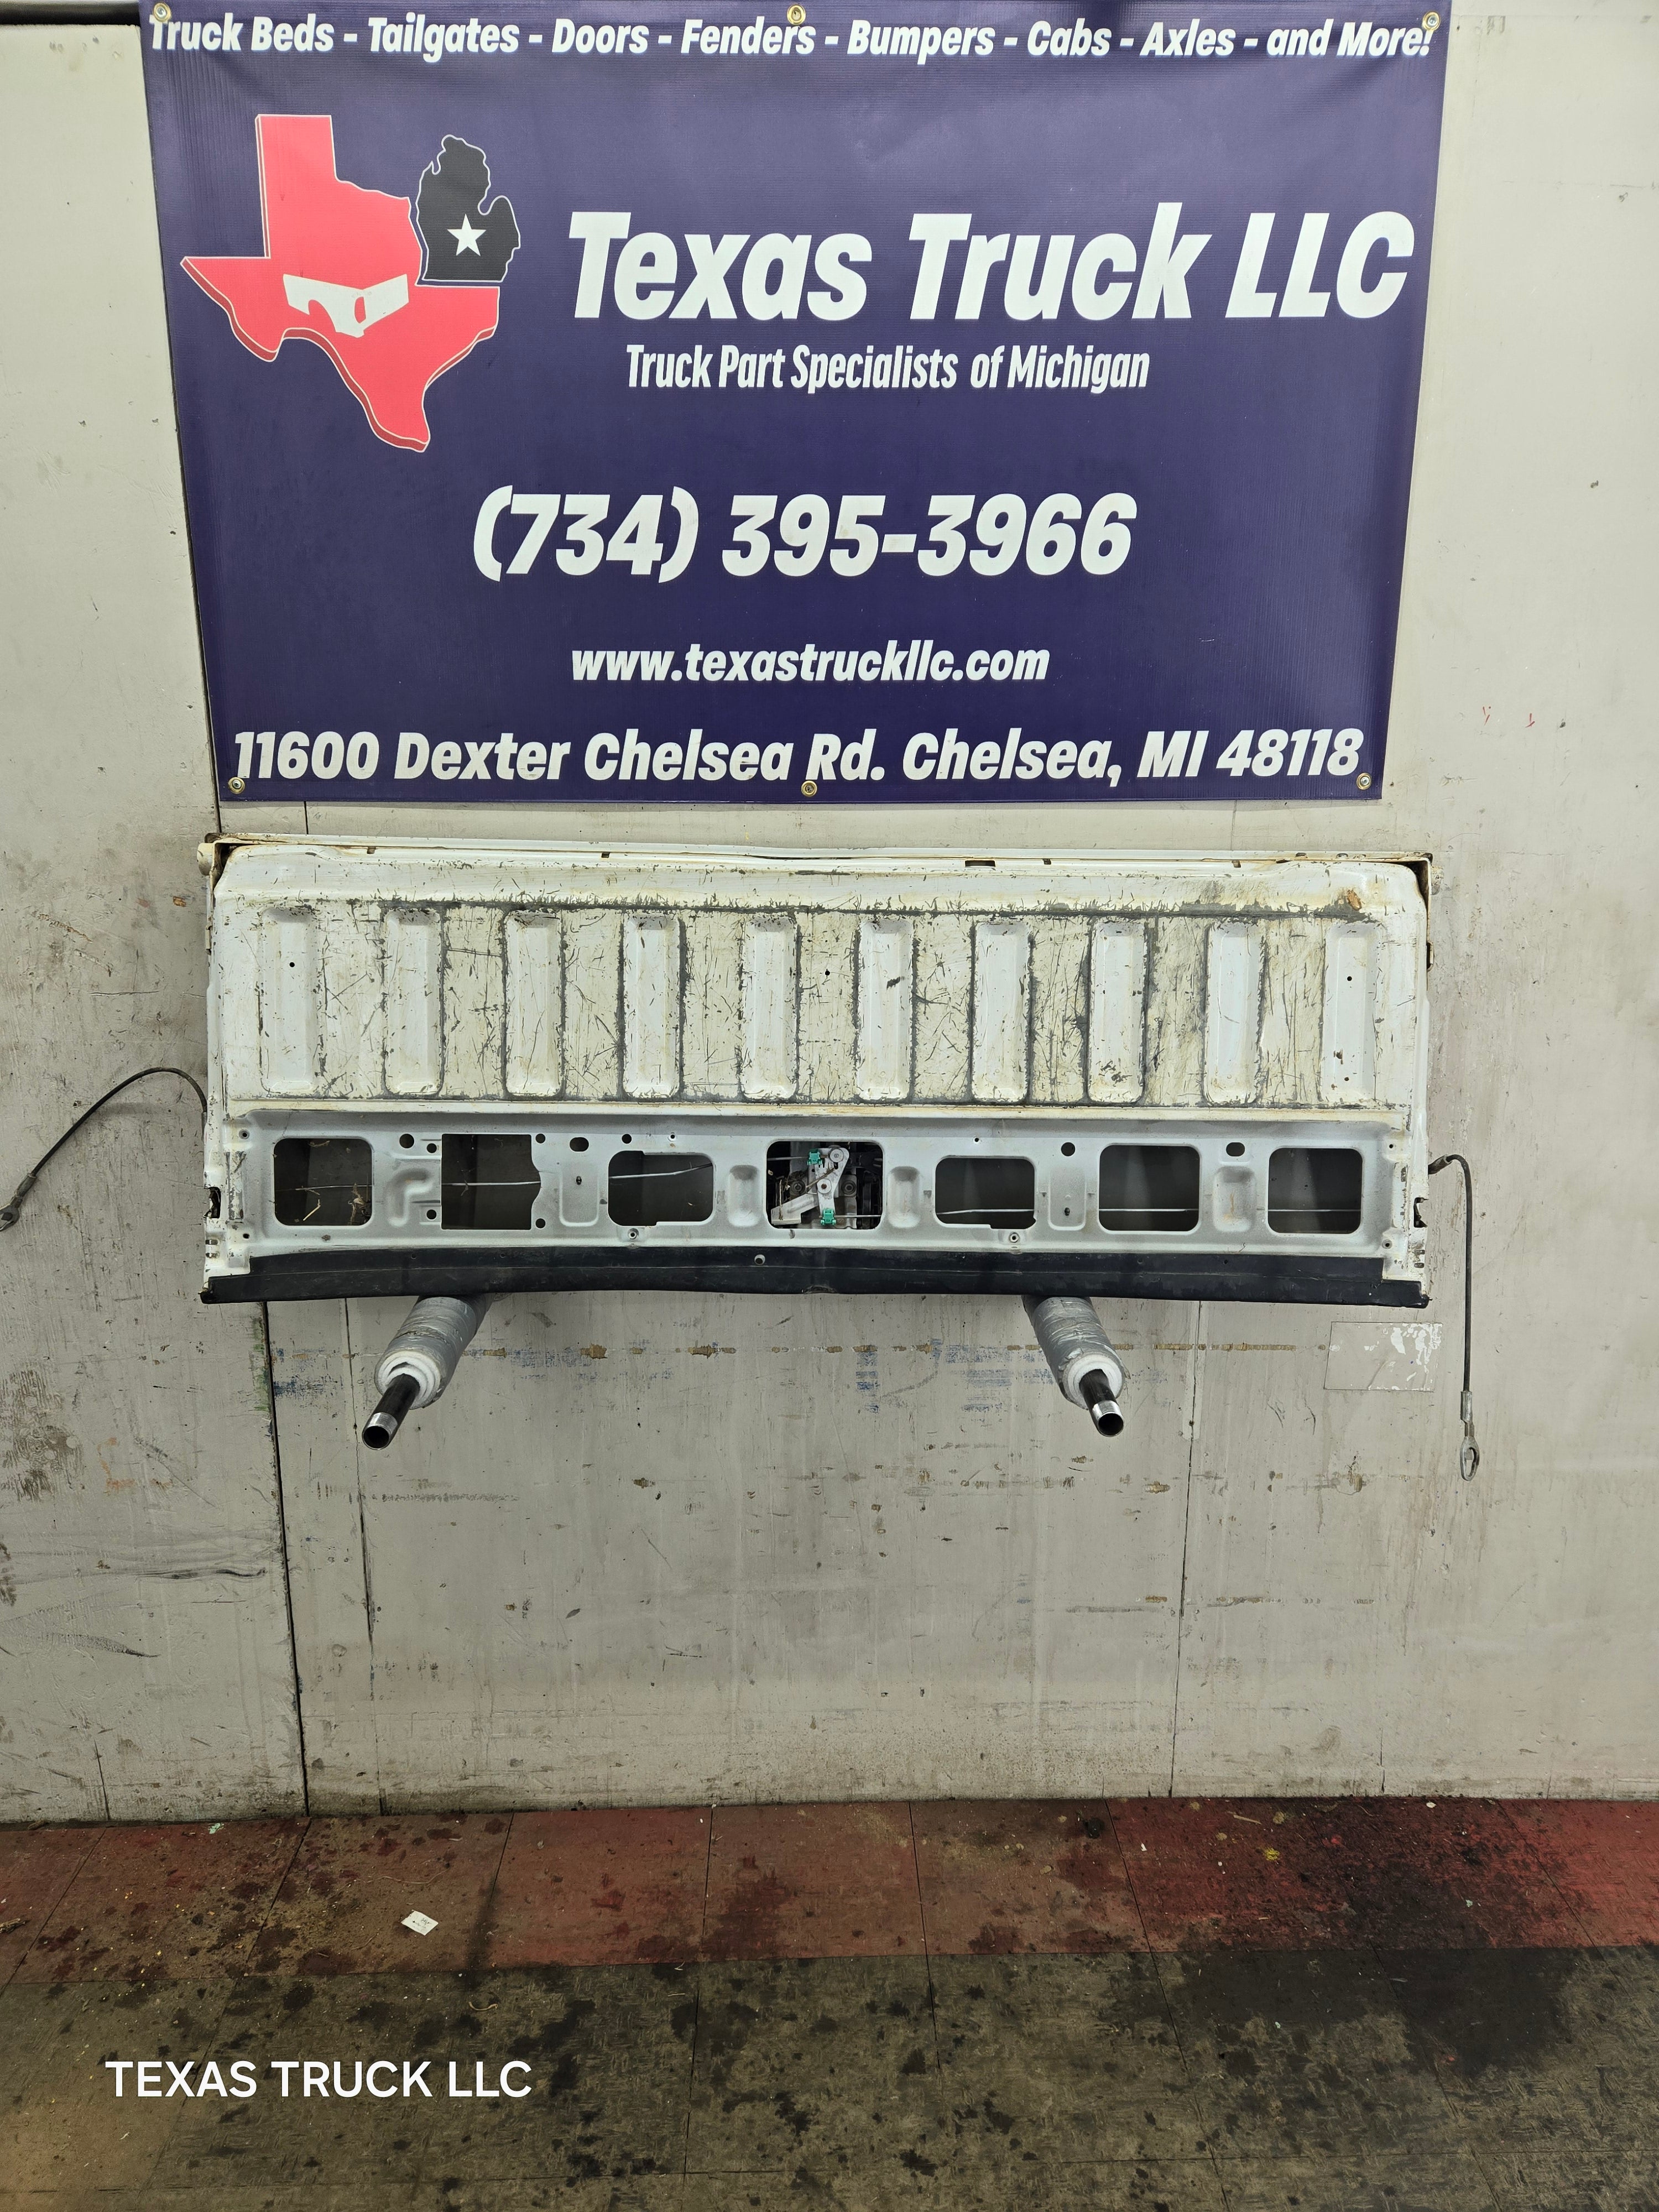 Truck Beds - Tailgates - Doors - Fenders - Bumpers - Cabs - Axles - and More!
Texas Truck LLC
Truck Part Specialists of Michigan
(734) 395-3966
www.texastruckllc.com
11600 Dexter Chelsea Rd. Chelsea, MI 48118
TEXAS TRUCK LLC